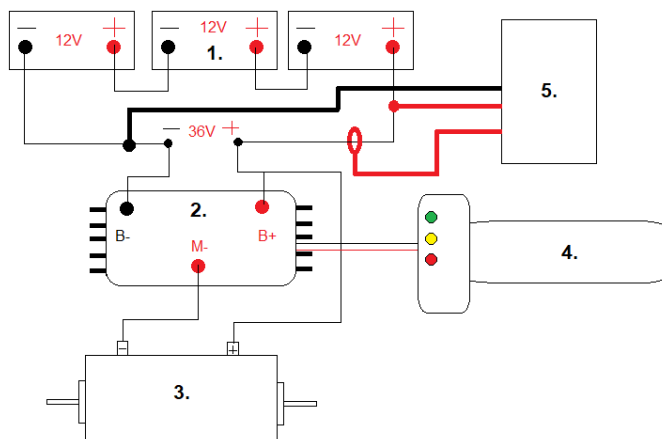 − + − + − +
12V 12V 12V
1.
5.
− 36V +
2.
B- B+
M-
4.
- +
3.